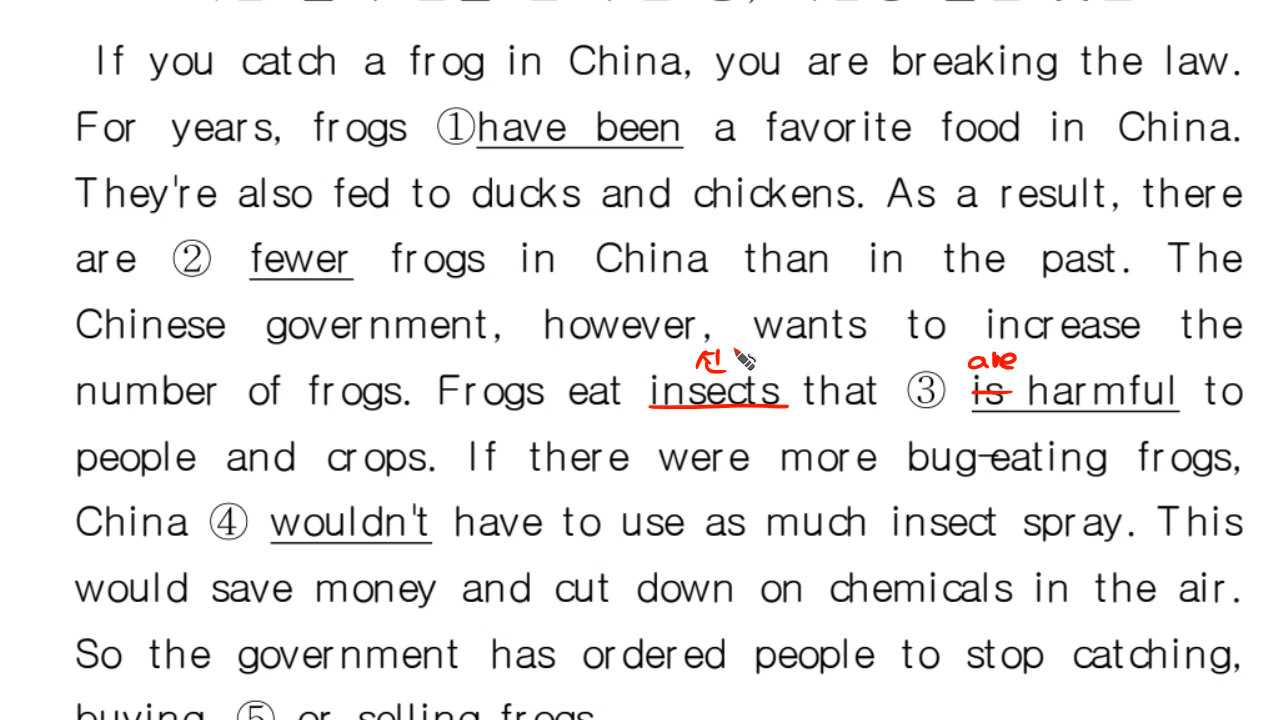 If you catch a frog in China, you are breaking the law.
For years, frogs ①have been a favorite food in China.
They're also fed to ducks and chickens. As a result, there
are ② fewer frogs in China than in the past. The
Chinese government, however, wants to increase the
are
number of frogs. Frogs eat insects that ③ is harmful to
people and crops. If there were more bug-eating frogs,
China ④ wouldn't have to use as much insect spray. This
would save money and cut down on chemicals in the air.
So the government has ordered people to stop catching,
buying, ⑤ or selling frogs.